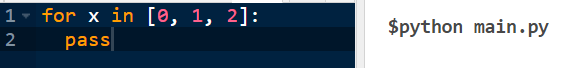 1 for x in [0, 1, 2]:
2   pass
$python main.py